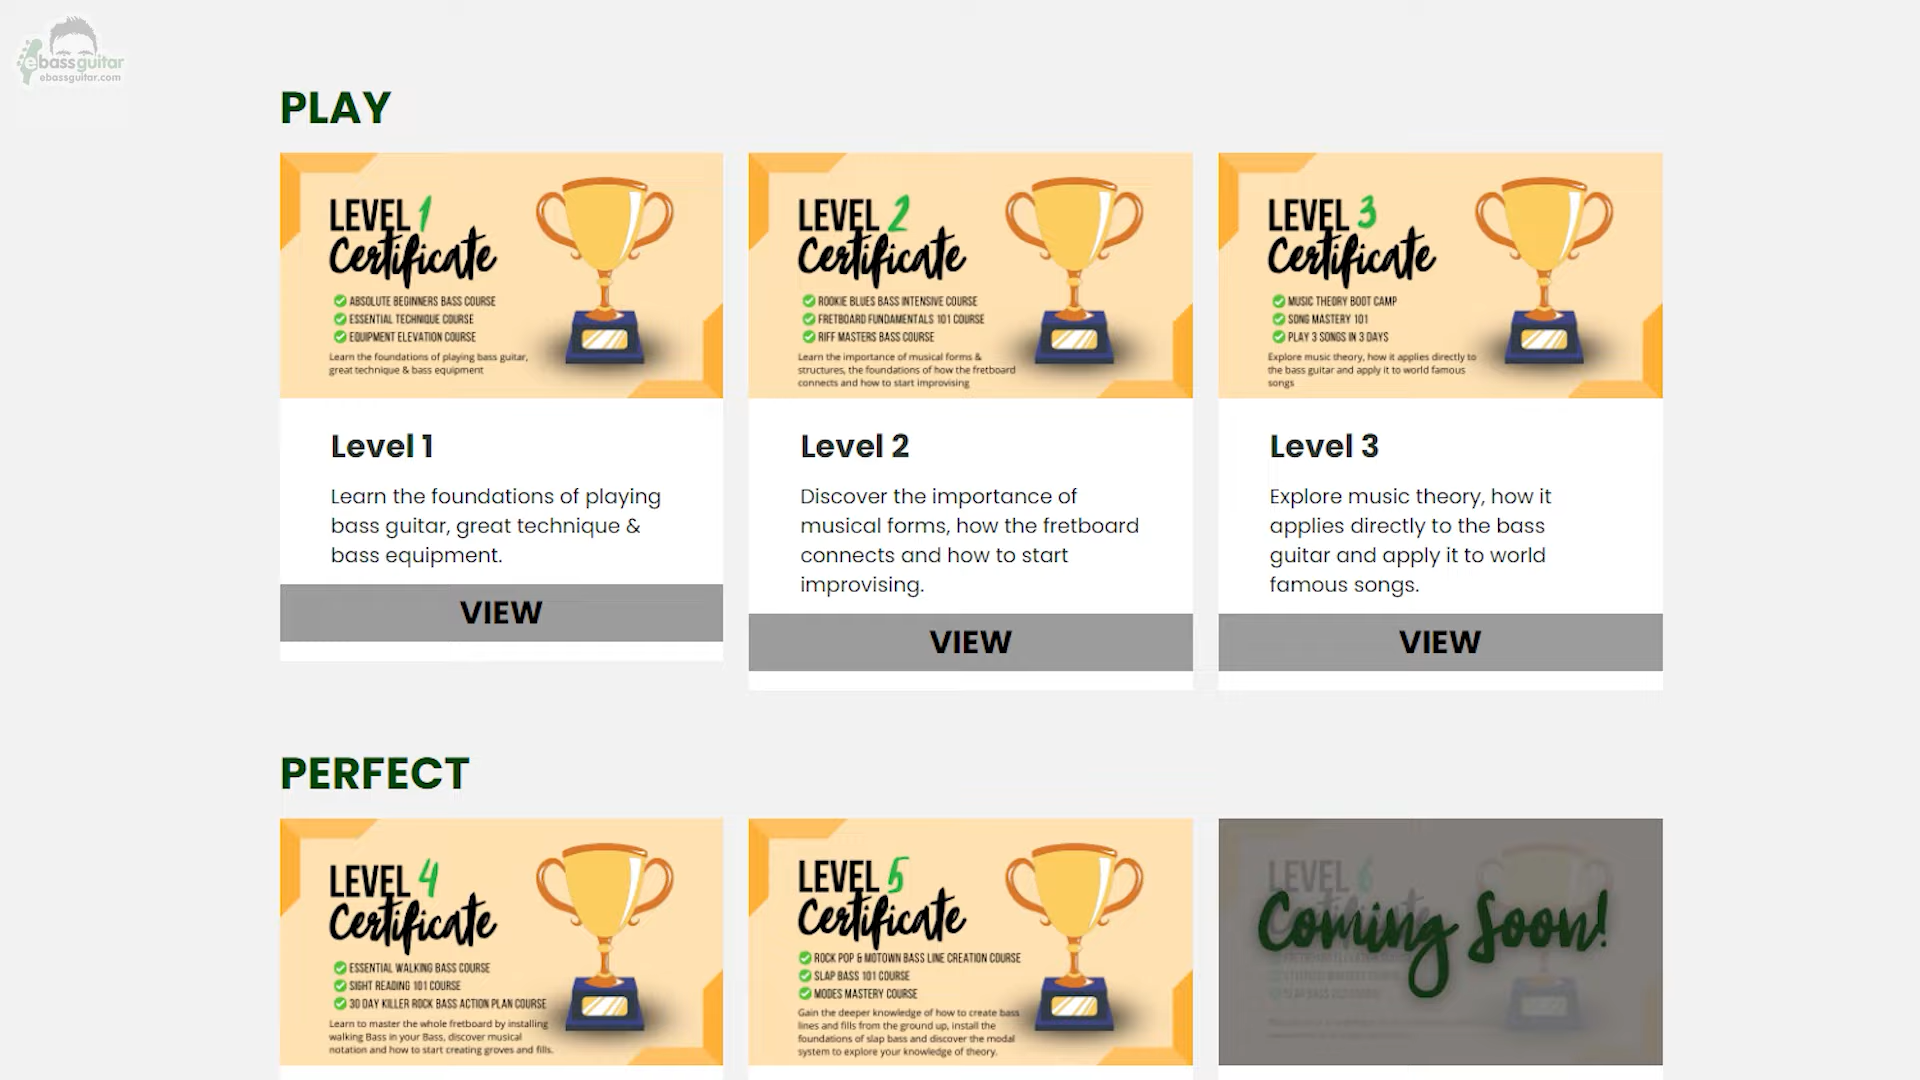 ebassguitar
ebassguitar.com
PLAY
LEVEL 1
Certificate
ABSOLUTE BEGINNERS BASS COURSE
ESSENTIAL TECHNIQUE COURSE
EQUIPMENT ELEVATION COURSE
Learn the foundations of playing bass guitar,
great technique & bass equipment
Level 1
Learn the foundations of playing
bass guitar, great technique &
bass equipment.
VIEW
LEVEL 2
Certificate
ROOKIE BLUES BASS INTENSIVE COURSE
FRETBOARD FUNDAMENTALS 101 COURSE
RIFF MASTERS BASS COURSE
Learn the importance of musical forms &
structures, the foundations of how the fretboard
connects and how to start improvising
Level 2
Discover the importance of
musical forms, how the fretboard
connects and how to start
improvising.
VIEW
LEVEL 3
Certificate
MUSIC THEORY BOOT CAMP
SONG MASTERY 101
PLAY 3 SONGS IN 3 DAYS
Explore music theory, how it applies directly to
the bass guitar and apply it to world famous
songs
Level 3
Explore music theory, how it
applies directly to the bass
guitar and apply it to world
famous songs.
VIEW
PERFECT
LEVEL 4
Certificate
ESSENTIAL WALKING BASS COURSE
SIGHT READING 101 COURSE
30 DAY KILLER ROCK BASS ACTION PLAN COURSE
Learn to master the whole fretboard by installing
walking Bass in your Bass, discover musical
notation and how to start creating groves and fills.
LEVEL 5
Certificate
ROCK POP & MOTOWN BASS LINE CREATION COURSE
SLAP BASS 101 COURSE
MODES MASTERY COURSE
Gain the deeper knowledge of how to create bass
lines and fills from the ground up, install the
foundations of slap bass and discover the modal
system to explore your knowledge of theory.
LEVEL 6
Coming Soon!